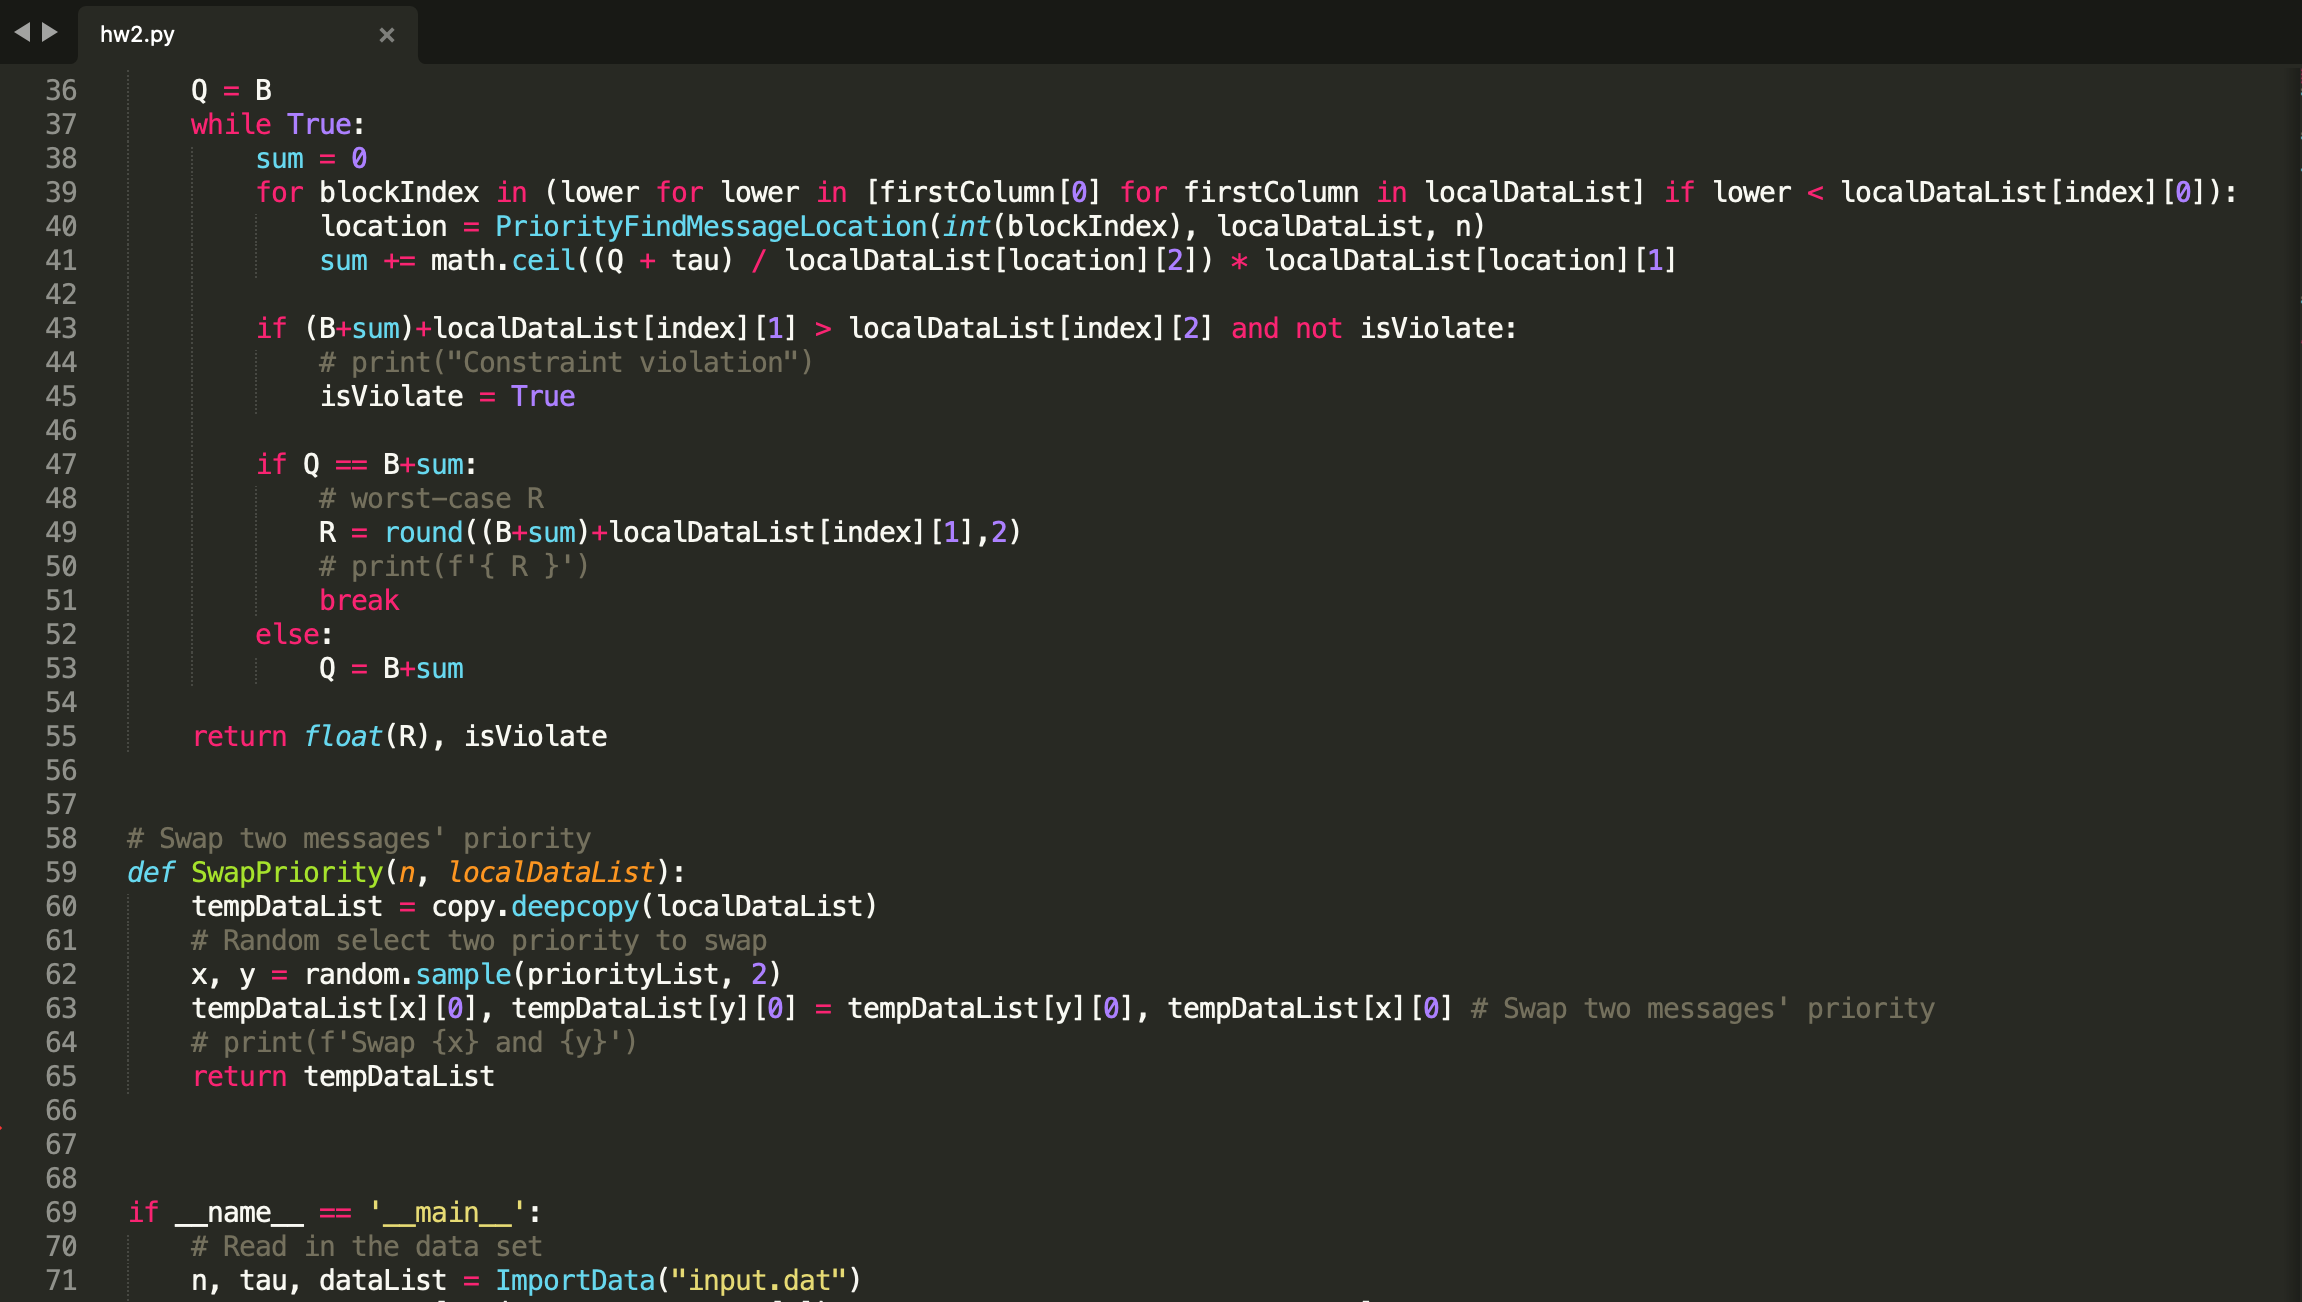 hw2.py
36 Q = B
37 while True:
38 sum = 0
39 for blockIndex in (lower for lower in [firstColumn[0] for firstColumn in localDataList] if lower < localDataList[index][0]):
40 location = PriorityFindMessageLocation(int(blockIndex), localDataList, n)
41 sum += math.ceil((Q + tau) / localDataList[location][2]) * localDataList[location][1]
42
43 if (B+sum)+localDataList[index][1] > localDataList[index][2] and not isViolate:
44 # print("Constraint violation")
45 isViolate = True
46
47 if Q == B+sum:
48 # worst-case R
49 R = round((B+sum)+localDataList[index][1],2)
50 # print(f'{ R }')
51 break
52 else:
53 Q = B+sum
54
55 return float(R), isViolate
56
57
58 # Swap two messages' priority
59 def SwapPriority(n, localDataList):
60 tempDataList = copy.deepcopy(localDataList)
61 # Random select two priority to swap
62 x, y = random.sample(priorityList, 2)
63 tempDataList[x][0], tempDataList[y][0] = tempDataList[y][0], tempDataList[x][0] # Swap two messages' priority
64 # print(f'Swap {x} and {y}')
65 return tempDataList
66
67
68
69 if __name__ == '__main__':
70 # Read in the data set
71 n, tau, dataList = ImportData("input.dat")